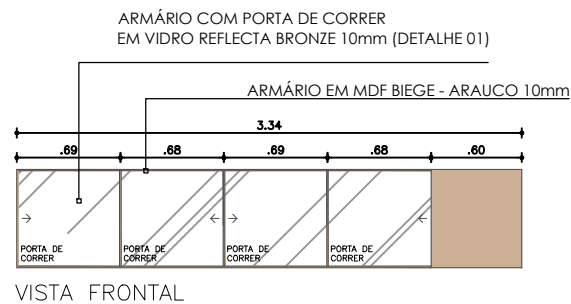 ARMÁRIO COM PORTA DE CORRER
EM VIDRO REFLECTA BRONZE 10mm (DETALHE 01)
ARMÁRIO EM MDF BIEGE - ARAUCO 10mm
3.34
.69 .68 .69 .68 .60
PORTA DE CORRER
PORTA DE CORRER
PORTA DE CORRER
PORTA DE CORRER
VISTA FRONTAL